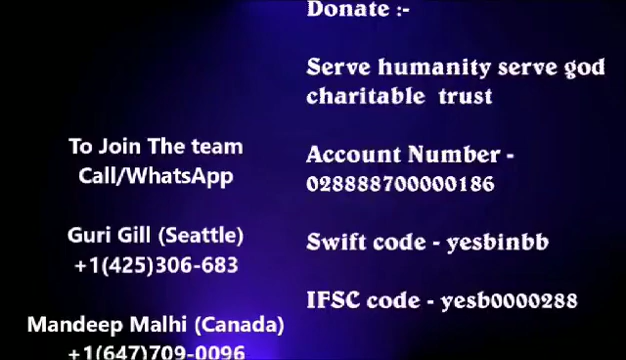 Donate :-
Serve humanity serve god
charitable trust
Account Number -
028888700000186
Swift code - yesbinbb
IFSC code - yesb0000288
To Join The team
Call/WhatsApp
Guri Gill (Seattle)
+1(425)306-683
Mandeep Malhi (Canada)
+1(647)709-0096